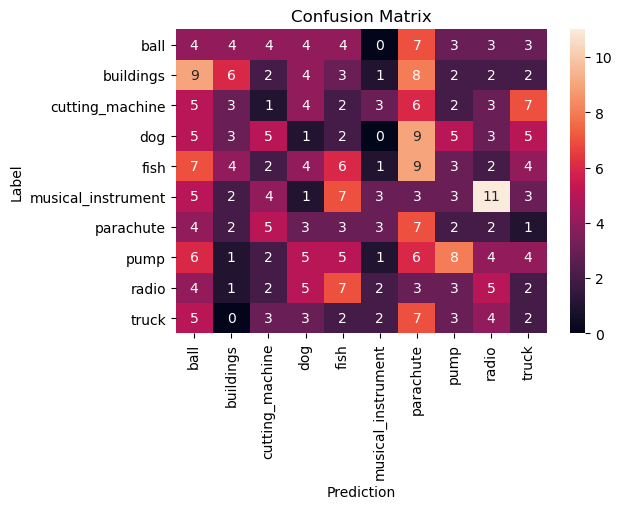 Confusion Matrix
ball 4 4 4 4 4 0 7 3 3 3
buildings 9 6 2 4 3 1 8 2 2 2
cutting_machine 5 3 1 4 2 3 6 2 3 7
dog 5 3 5 1 2 0 9 5 3 5
fish 7 4 2 4 6 1 9 3 2 4
musical_instrument 5 2 4 1 7 3 3 3 11 3
parachute 4 2 5 3 3 3 7 2 2 1
pump 6 1 2 5 5 1 6 8 4 4
radio 4 1 2 5 7 2 3 3 5 2
truck 5 0 3 3 2 2 7 3 4 2
Label
ball buildings cutting_machine dog fish musical_instrument parachute pump radio truck
Prediction
10
8
6
4
2
0